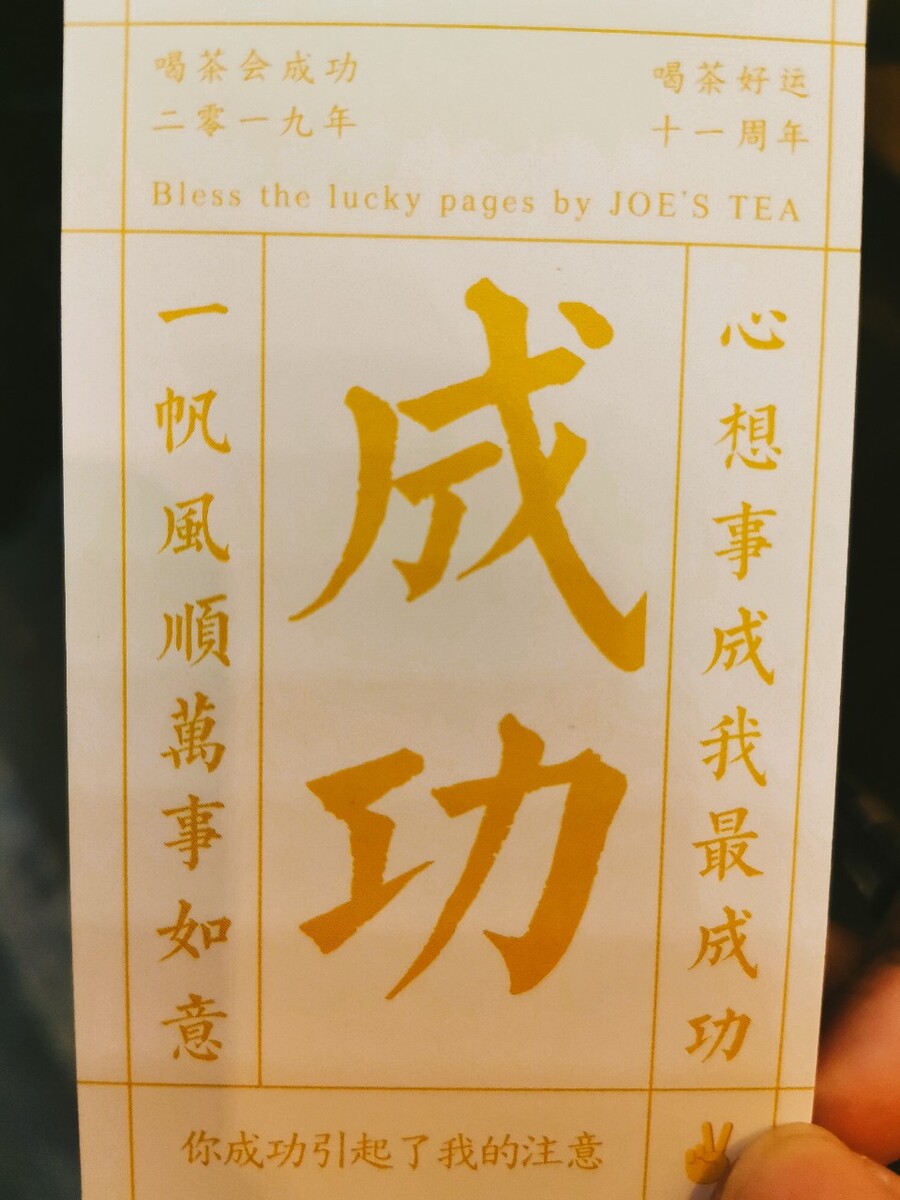 喝茶会成功
二零一九年
喝茶好运
十一周年
Bless the lucky pages by JOE'S TEA
心想事成我最成功
成功
一帆風順萬事如意
你成功引起了我的注意